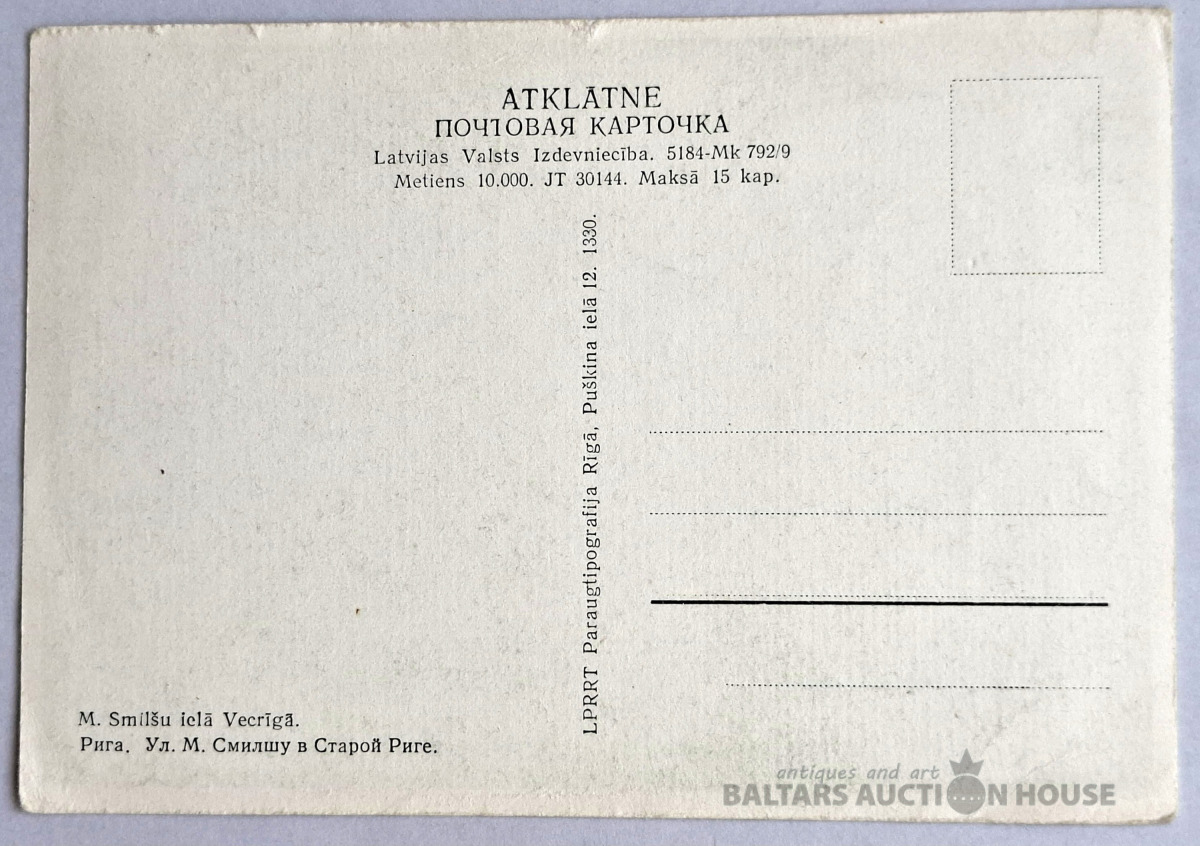 ATKLĀTNE
ПОЧТОВАЯ КАРТОЧКА
Latvijas Valsts Izdevniecība. 5184-Mk 792/9
Metiens 10.000. JT 30144. Maksā 15 kap.
LPRRT Paraugtipografija Rīgā, Puškina ielā 12. 1330.
M. Smilšu ielā Vecrīgā.
Рига. Ул. М. Смилшу в Старой Риге.
antiques and art
BALTARS AUCTION HOUSE